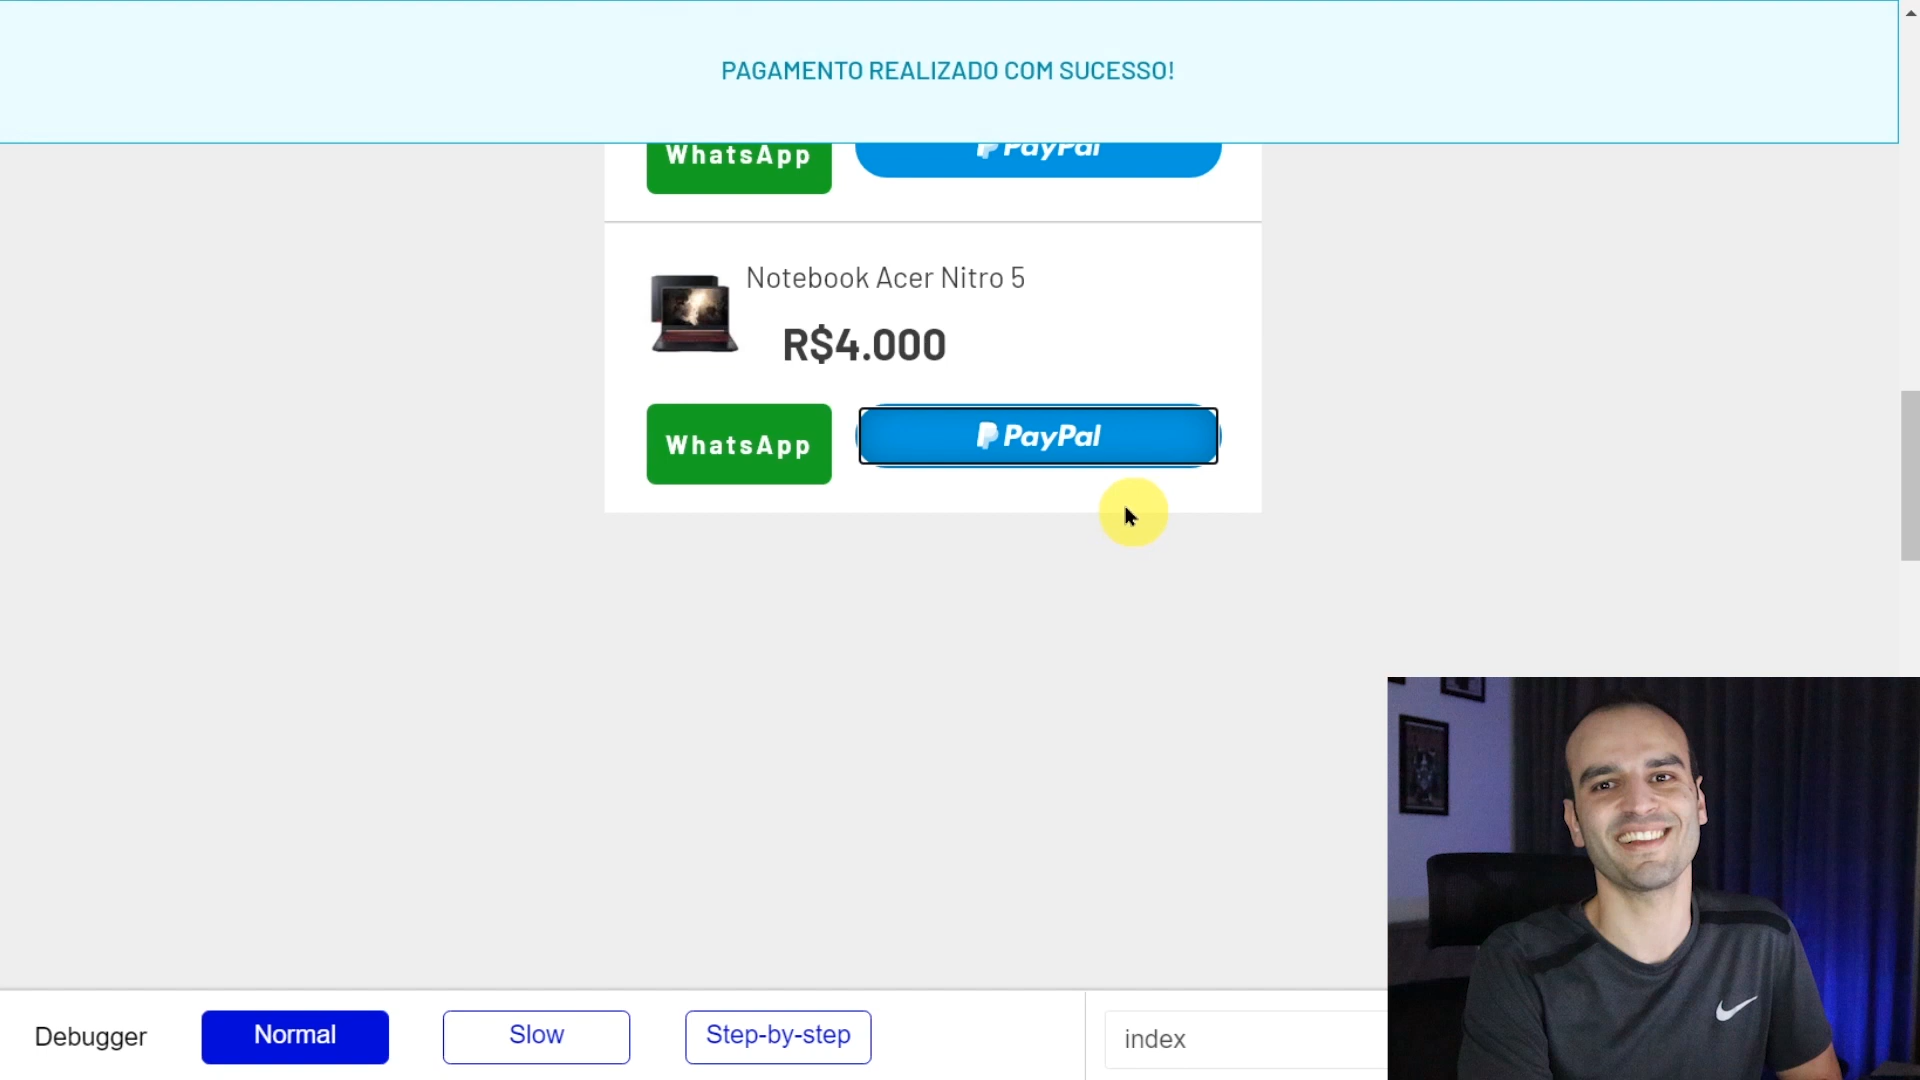 PAGAMENTO REALIZADO COM SUCESSO!
WhatsApp
PayPal
Notebook Acer Nitro 5
R$4.000
WhatsApp
PayPal
Debugger
Normal
Slow
Step-by-step
index